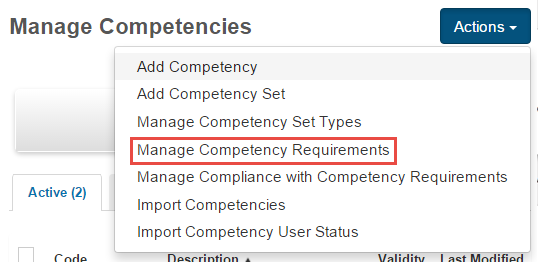 Manage Competencies
Actions
Add Competency
Add Competency Set
Manage Competency Set Types
Manage Competency Requirements
Manage Compliance with Competency Requirements
Import Competencies
Import Competency User Status
Active (2)
Code Description Validity Last Modified